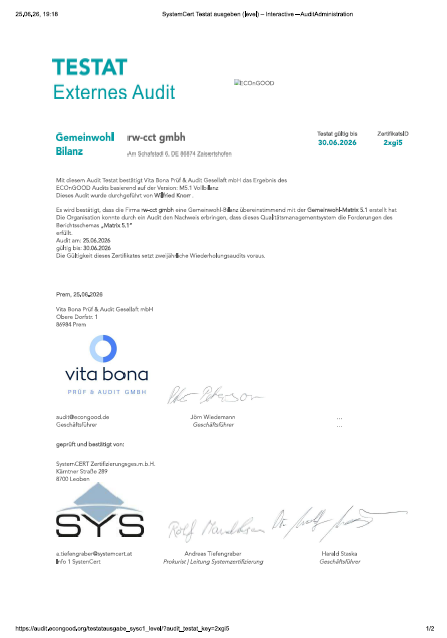 25.06.26, 19:18
SystemCert Testat ausgeben (level) – Interactive —AuditAdministration
TESTAT
Externes Audit
ECOnGOOD
Gemeinwohl
Bilanz
rw-cct gmbh
Am Schafstadl 6, DE 86874 Zaisertshofen
Testat gültig bis
30.06.2026
ZertifikatsID
2xgi5
Mit diesem Audit Testat bestätigt Vita Bona Prüf & Audit Gesellaft mbH das Ergebnis des
ECOnGOOD Audits basierend auf der Version: M5.1 Vollbilanz
Dieses Audit wurde durchgeführt von Wilfried Knorr .
Es wird bestätigt, dass die Firma rw-cct gmbh eine Gemeinwohl-Bilanz übereinstimmend mit der Gemeinwohl-Matrix 5.1 erstellt hat
Die Organisation konnte durch ein Audit den Nachweis erbringen, dass dieses Qualitätsmanagementsystem die Forderungen des
Berichtsschemas „Matrix 5.1“
erfüllt.
Audit am: 25.06.2026
gültig bis: 30.06.2026
Die Gültigkeit dieses Zertifikates setzt zweijährliche Wiederholungsaudits voraus.
Prem, 25.06.2026
Vita Bona Prüf & Audit Gesellaft mbH
Obere Dorfstr. 1
86984 Prem
vita bona
PRÜF & AUDIT GMBH
audit@econgood.de
Geschäftsführer
Jörn Wiedemann
Geschäftsführer
...
...
geprüft und bestätigt von:
SystemCERT Zertifizierungsges.m.b.H.
Kärntner Straße 289
8700 Leoben
SYS
a.tiefengraber@systemcert.at
Info 1 SystemCert
Andreas Tiefengraber
Prokurist | Leitung Systemzertifizierung
Herald Staska
Geschäftsführer
https://audit.econgood.org/testatausgabe_sysc1_level/?audit_testat_key=2xgi5
1/2